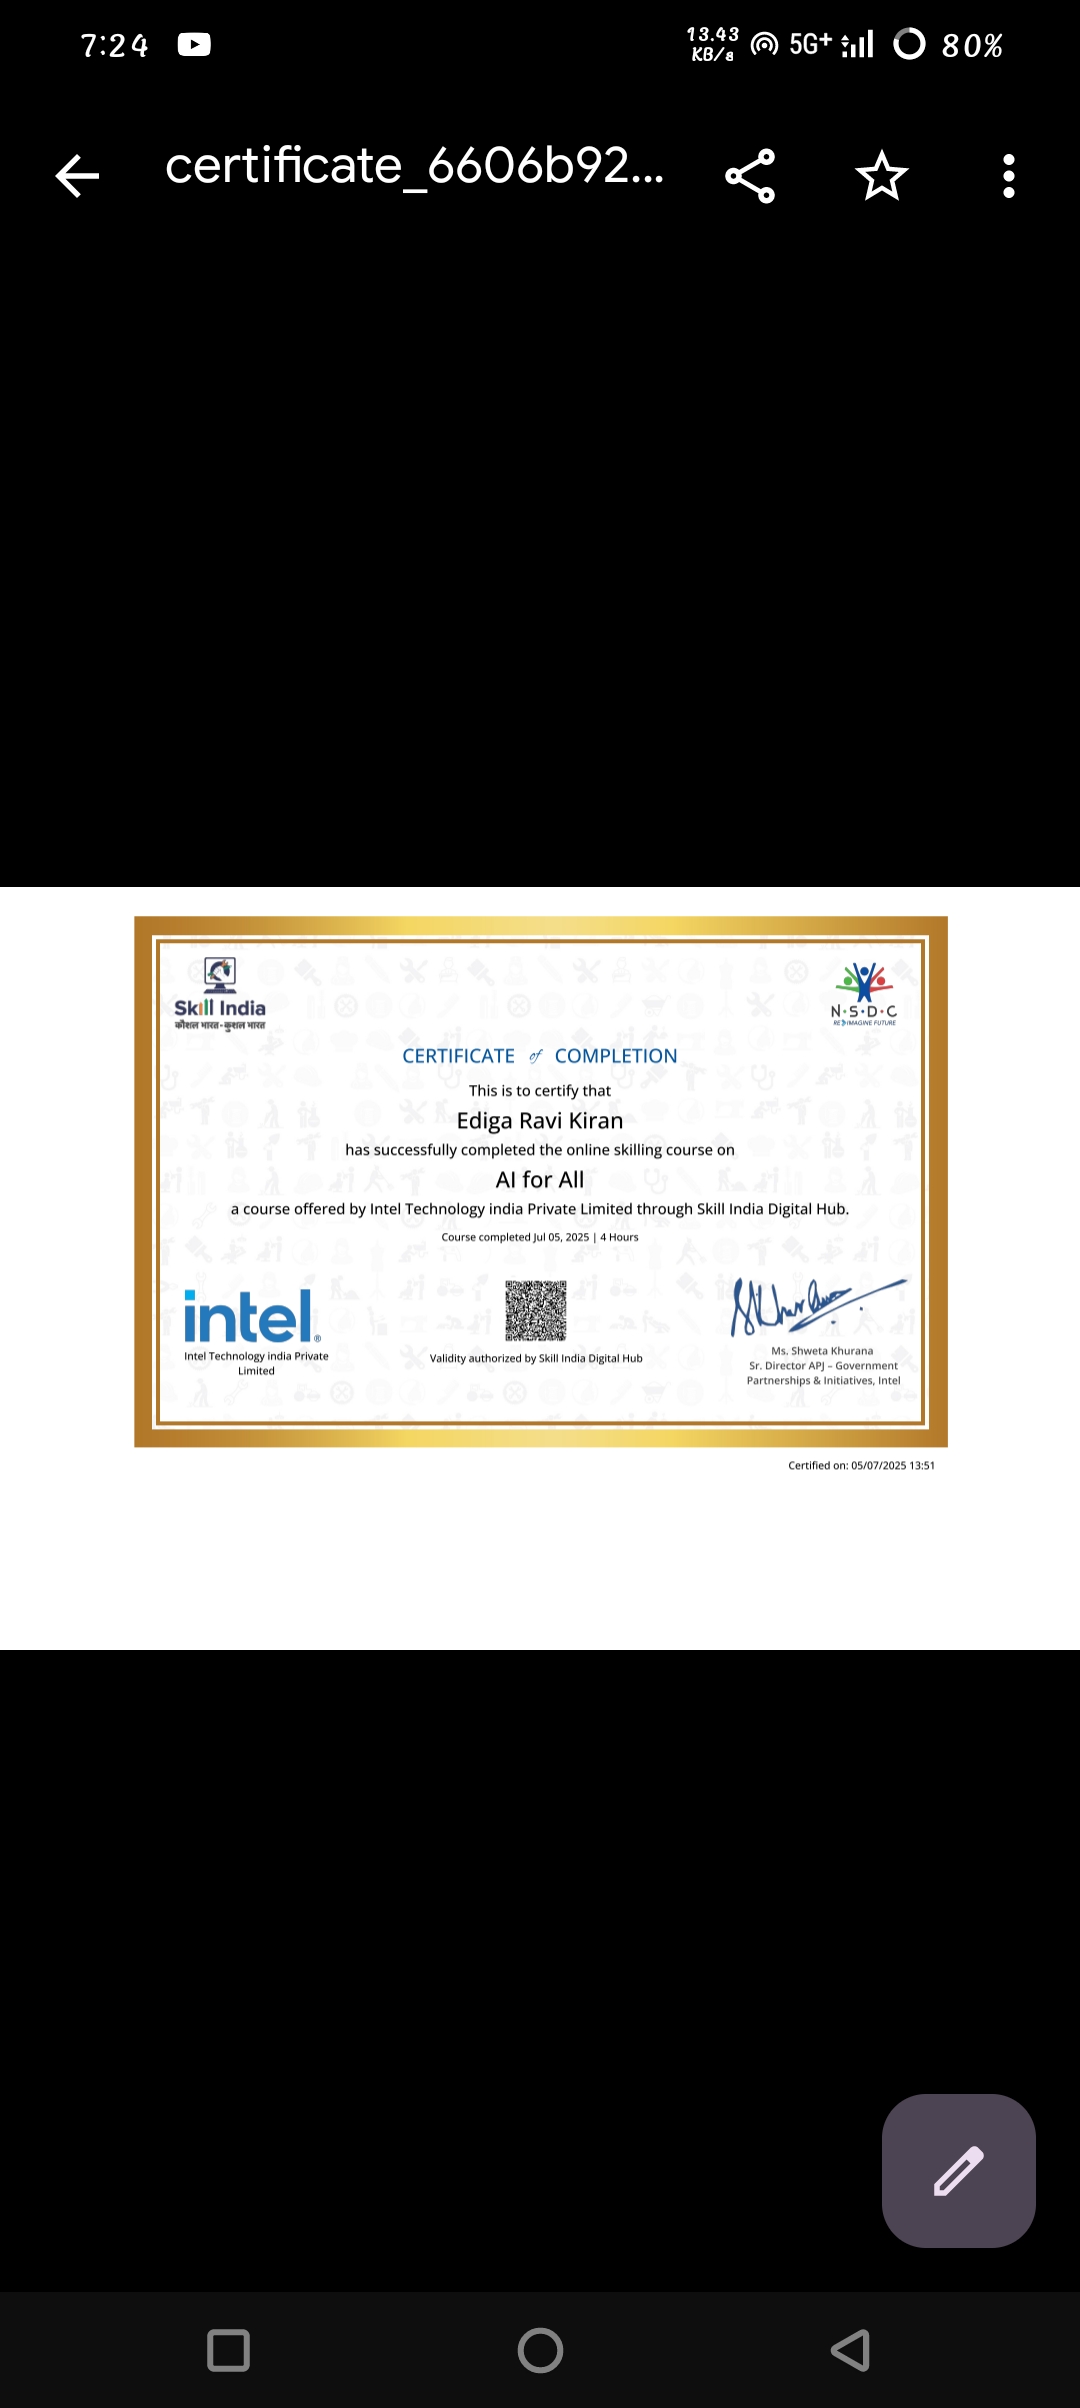 7:24
13.43 KB/s 5G+ 80%
certificate_6606b92...
Skill India
कौशल भारत-कुशल भारत
N·S·D·C
RE IMAGINE FUTURE
CERTIFICATE of COMPLETION
This is to certify that
Ediga Ravi Kiran
has successfully completed the online skilling course on
AI for All
a course offered by Intel Technology india Private Limited through Skill India Digital Hub.
Course completed Jul 05, 2025 | 4 Hours
intel®
Intel Technology india Private
Limited
Validity authorized by Skill India Digital Hub
Ms. Shweta Khurana
Sr. Director APJ – Government
Partnerships & Initiatives, Intel
Certified on: 05/07/2025 13:51